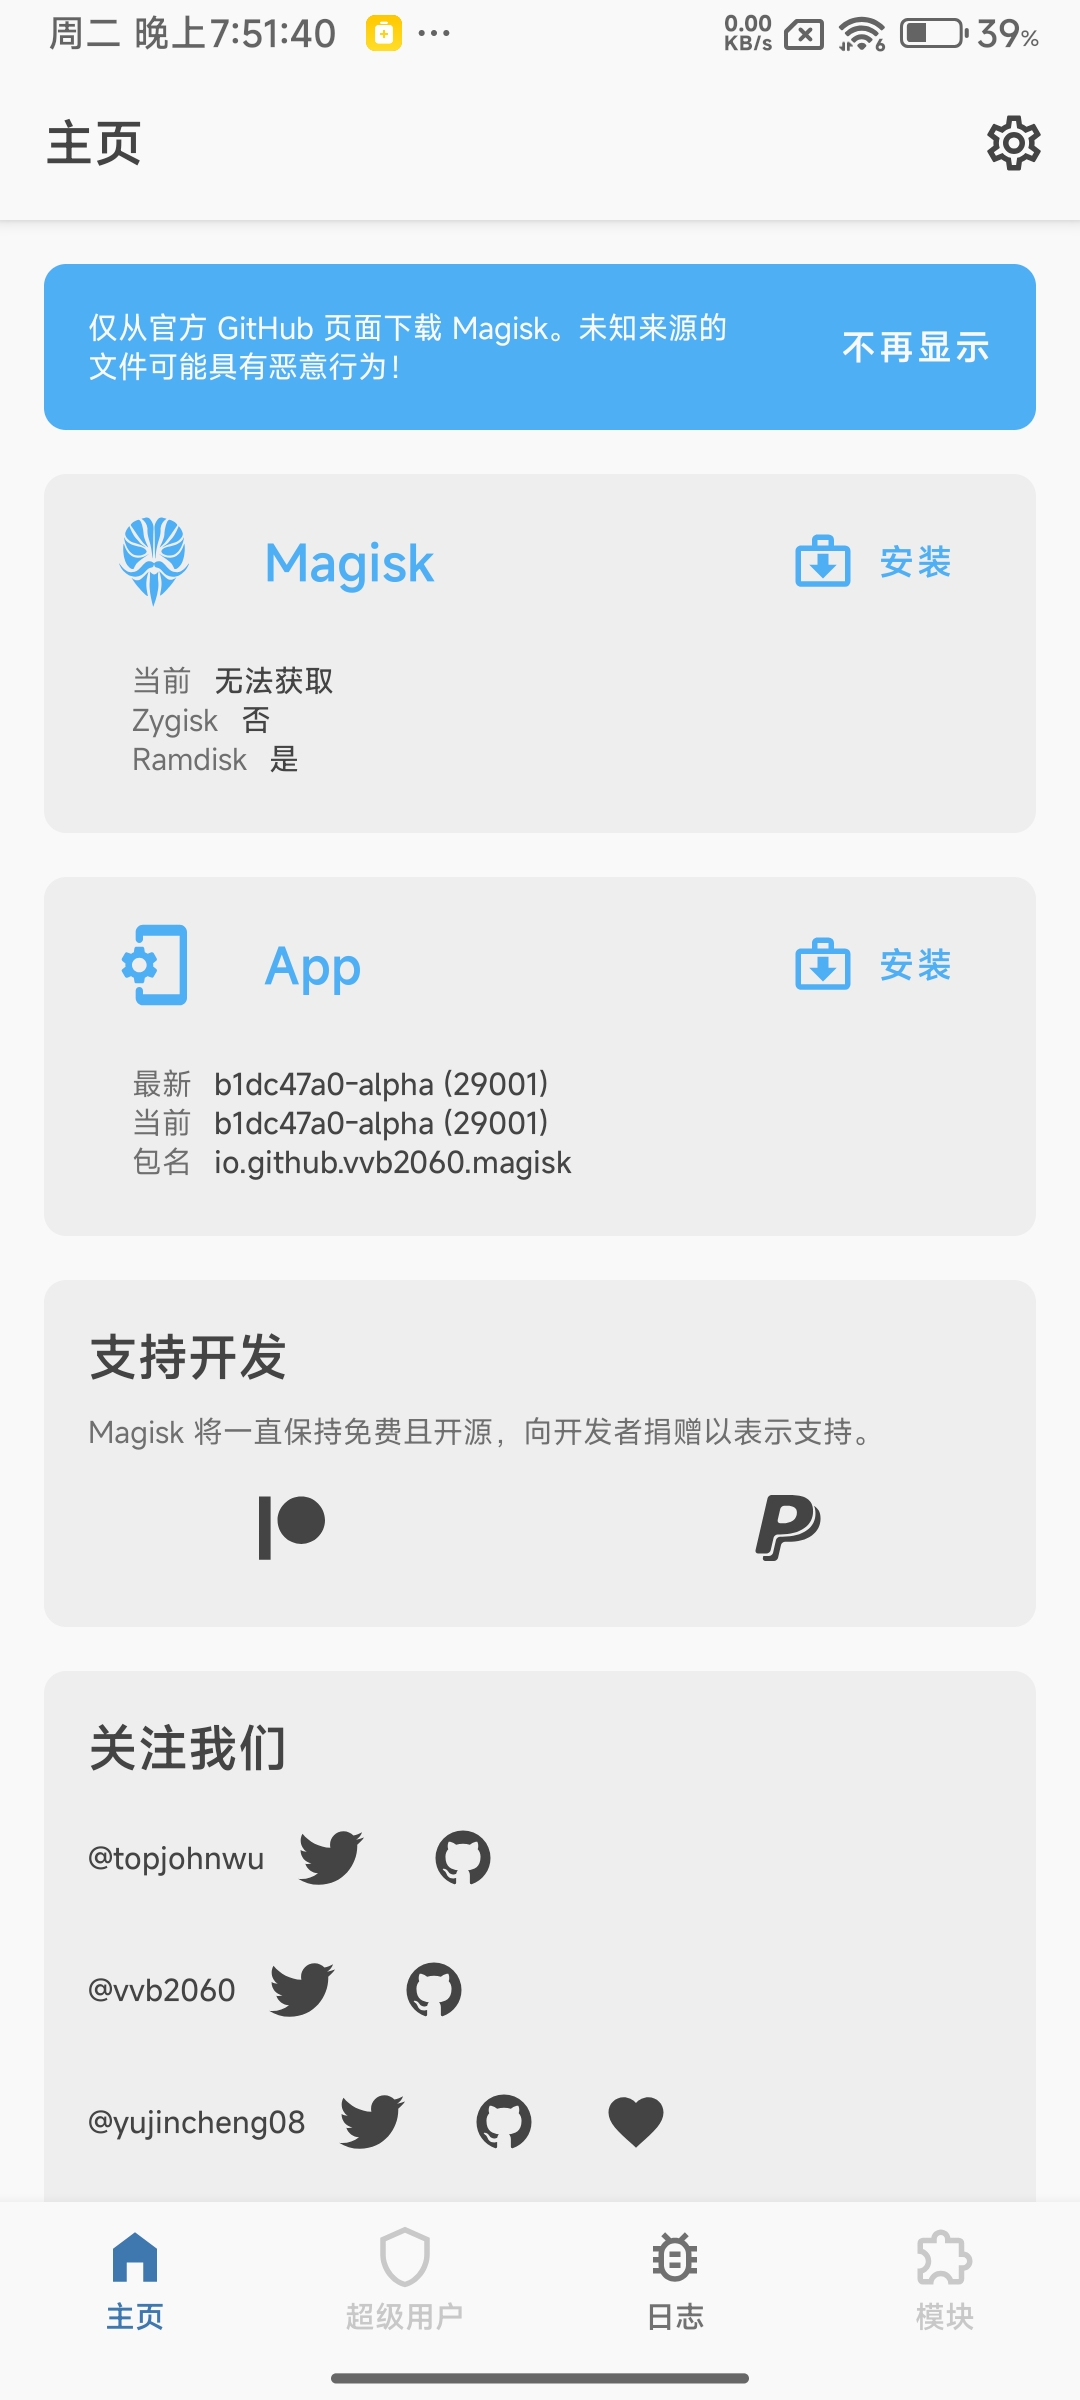 周二 晚上7:51:40
0.00
KB/s
6
39%
主页
仅从官方 GitHub 页面下载 Magisk。未知来源的
文件可能具有恶意行为！
不再显示
Magisk
安装
当前 无法获取
Zygisk 否
Ramdisk 是
App
安装
最新 b1dc47a0-alpha (29001)
当前 b1dc47a0-alpha (29001)
包名 io.github.vvb2060.magisk
支持开发
Magisk 将一直保持免费且开源，向开发者捐赠以表示支持。
关注我们
@topjohnwu
@vvb2060
@yujincheng08
主页
超级用户
日志
模块